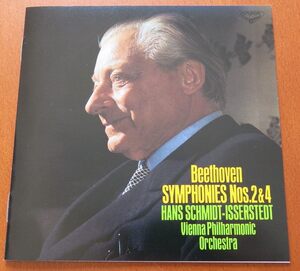 Beethoven
SYMPHONIES Nos.2&4
HANS SCHMIDT-ISSERSTEDT
Vienna Philharmonic
Orchestra